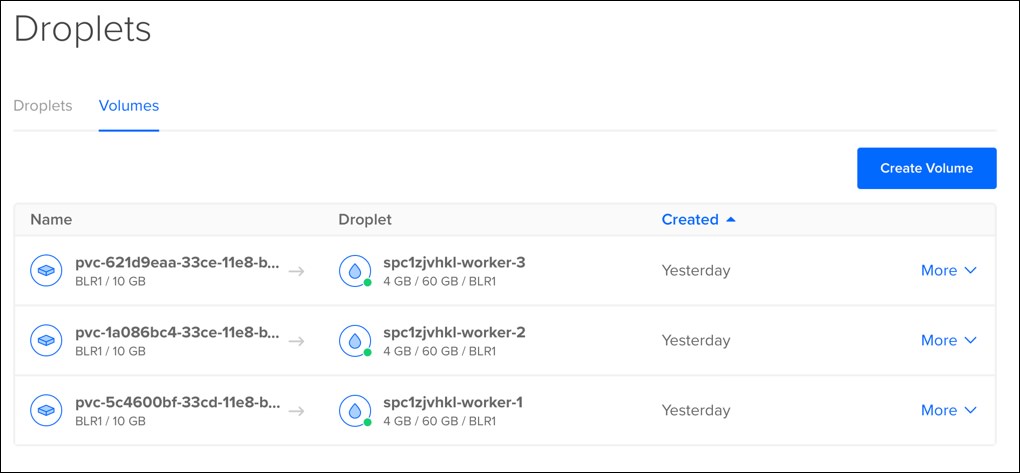 Droplets
Droplets Volumes
Create Volume
Name Droplet Created
pvc-621d9eaa-33ce-11e8-b... spc1zjvhkl-worker-3 Yesterday More
BLR1 / 10 GB 4 GB / 60 GB / BLR1
pvc-1a086bc4-33ce-11e8-b... spc1zjvhkl-worker-2 Yesterday More
BLR1 / 10 GB 4 GB / 60 GB / BLR1
pvc-5c4600bf-33cd-11e8-b... spc1zjvhkl-worker-1 Yesterday More
BLR1 / 10 GB 4 GB / 60 GB / BLR1